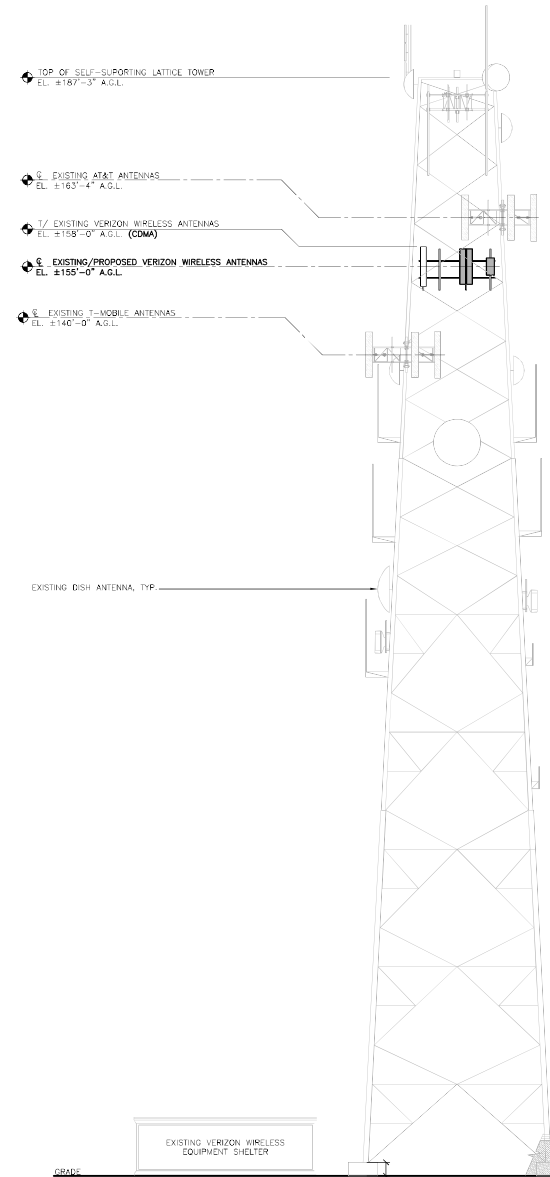 TOP OF SELF-SUPORTING LATTICE TOWER
EL. ±187'-3" A.G.L.
℄ EXISTING AT&T ANTENNAS
EL. ±163'-4" A.G.L.
T/ EXISTING VERIZON WIRELESS ANTENNAS
EL. ±158'-0" A.G.L. (CDMA)
℄ EXISTING/PROPOSED VERIZON WIRELESS ANTENNAS
EL. ±155'-0" A.G.L.
℄ EXISTING T-MOBILE ANTENNAS
EL. ±140'-0" A.G.L.
EXISTING DISH ANTENNA, TYP.
EXISTING VERIZON WIRELESS
EQUIPMENT SHELTER
GRADE